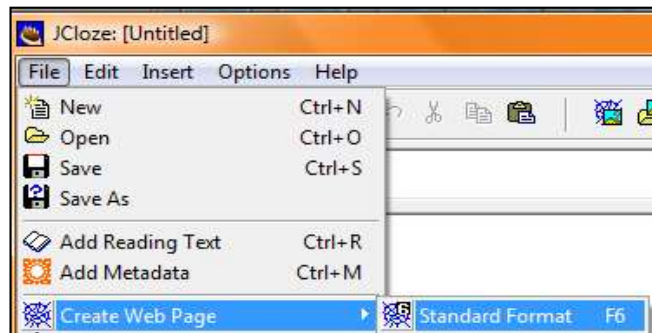 JCloze: [Untitled]
File Edit Insert Options Help
New Ctrl+N
Open Ctrl+O
Save Ctrl+S
Save As
Add Reading Text Ctrl+R
Add Metadata Ctrl+M
Create Web Page Standard Format F6